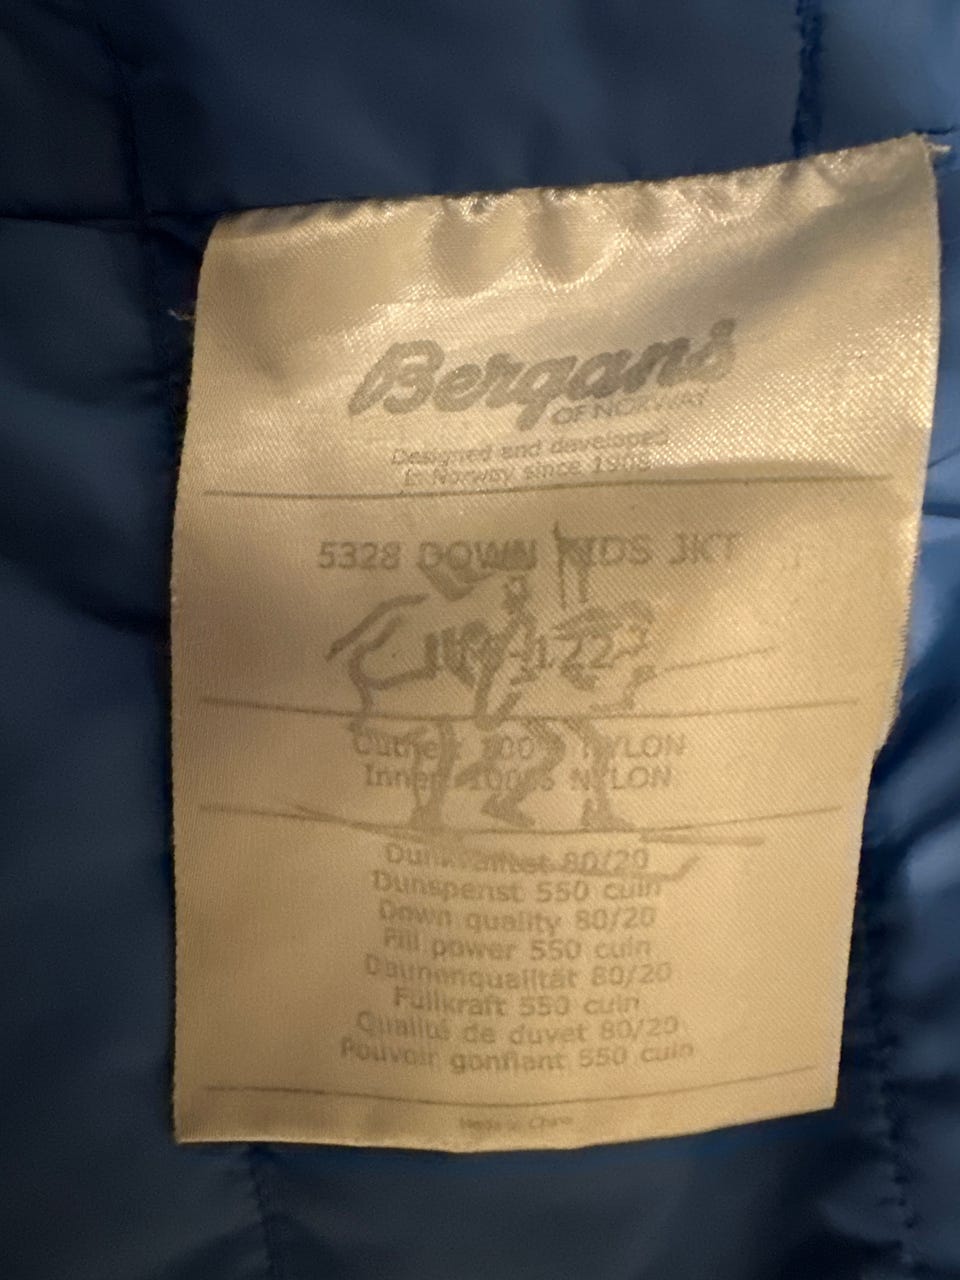 Bergans
OF NORWAY
Designed and developed
in Norway since 1908
5328 DOWN KIDS JKT
Outher 100% NYLON
Inner 100% NYLON
Dunkvalitet 80/20
Dunspenst 550 cuin
Down quality 80/20
Fill power 550 cuin
Daunenqualität 80/20
Füllkraft 550 cuin
Qualité de duvet 80/20
Pouvoir gonflant 550 cuin
Made in China